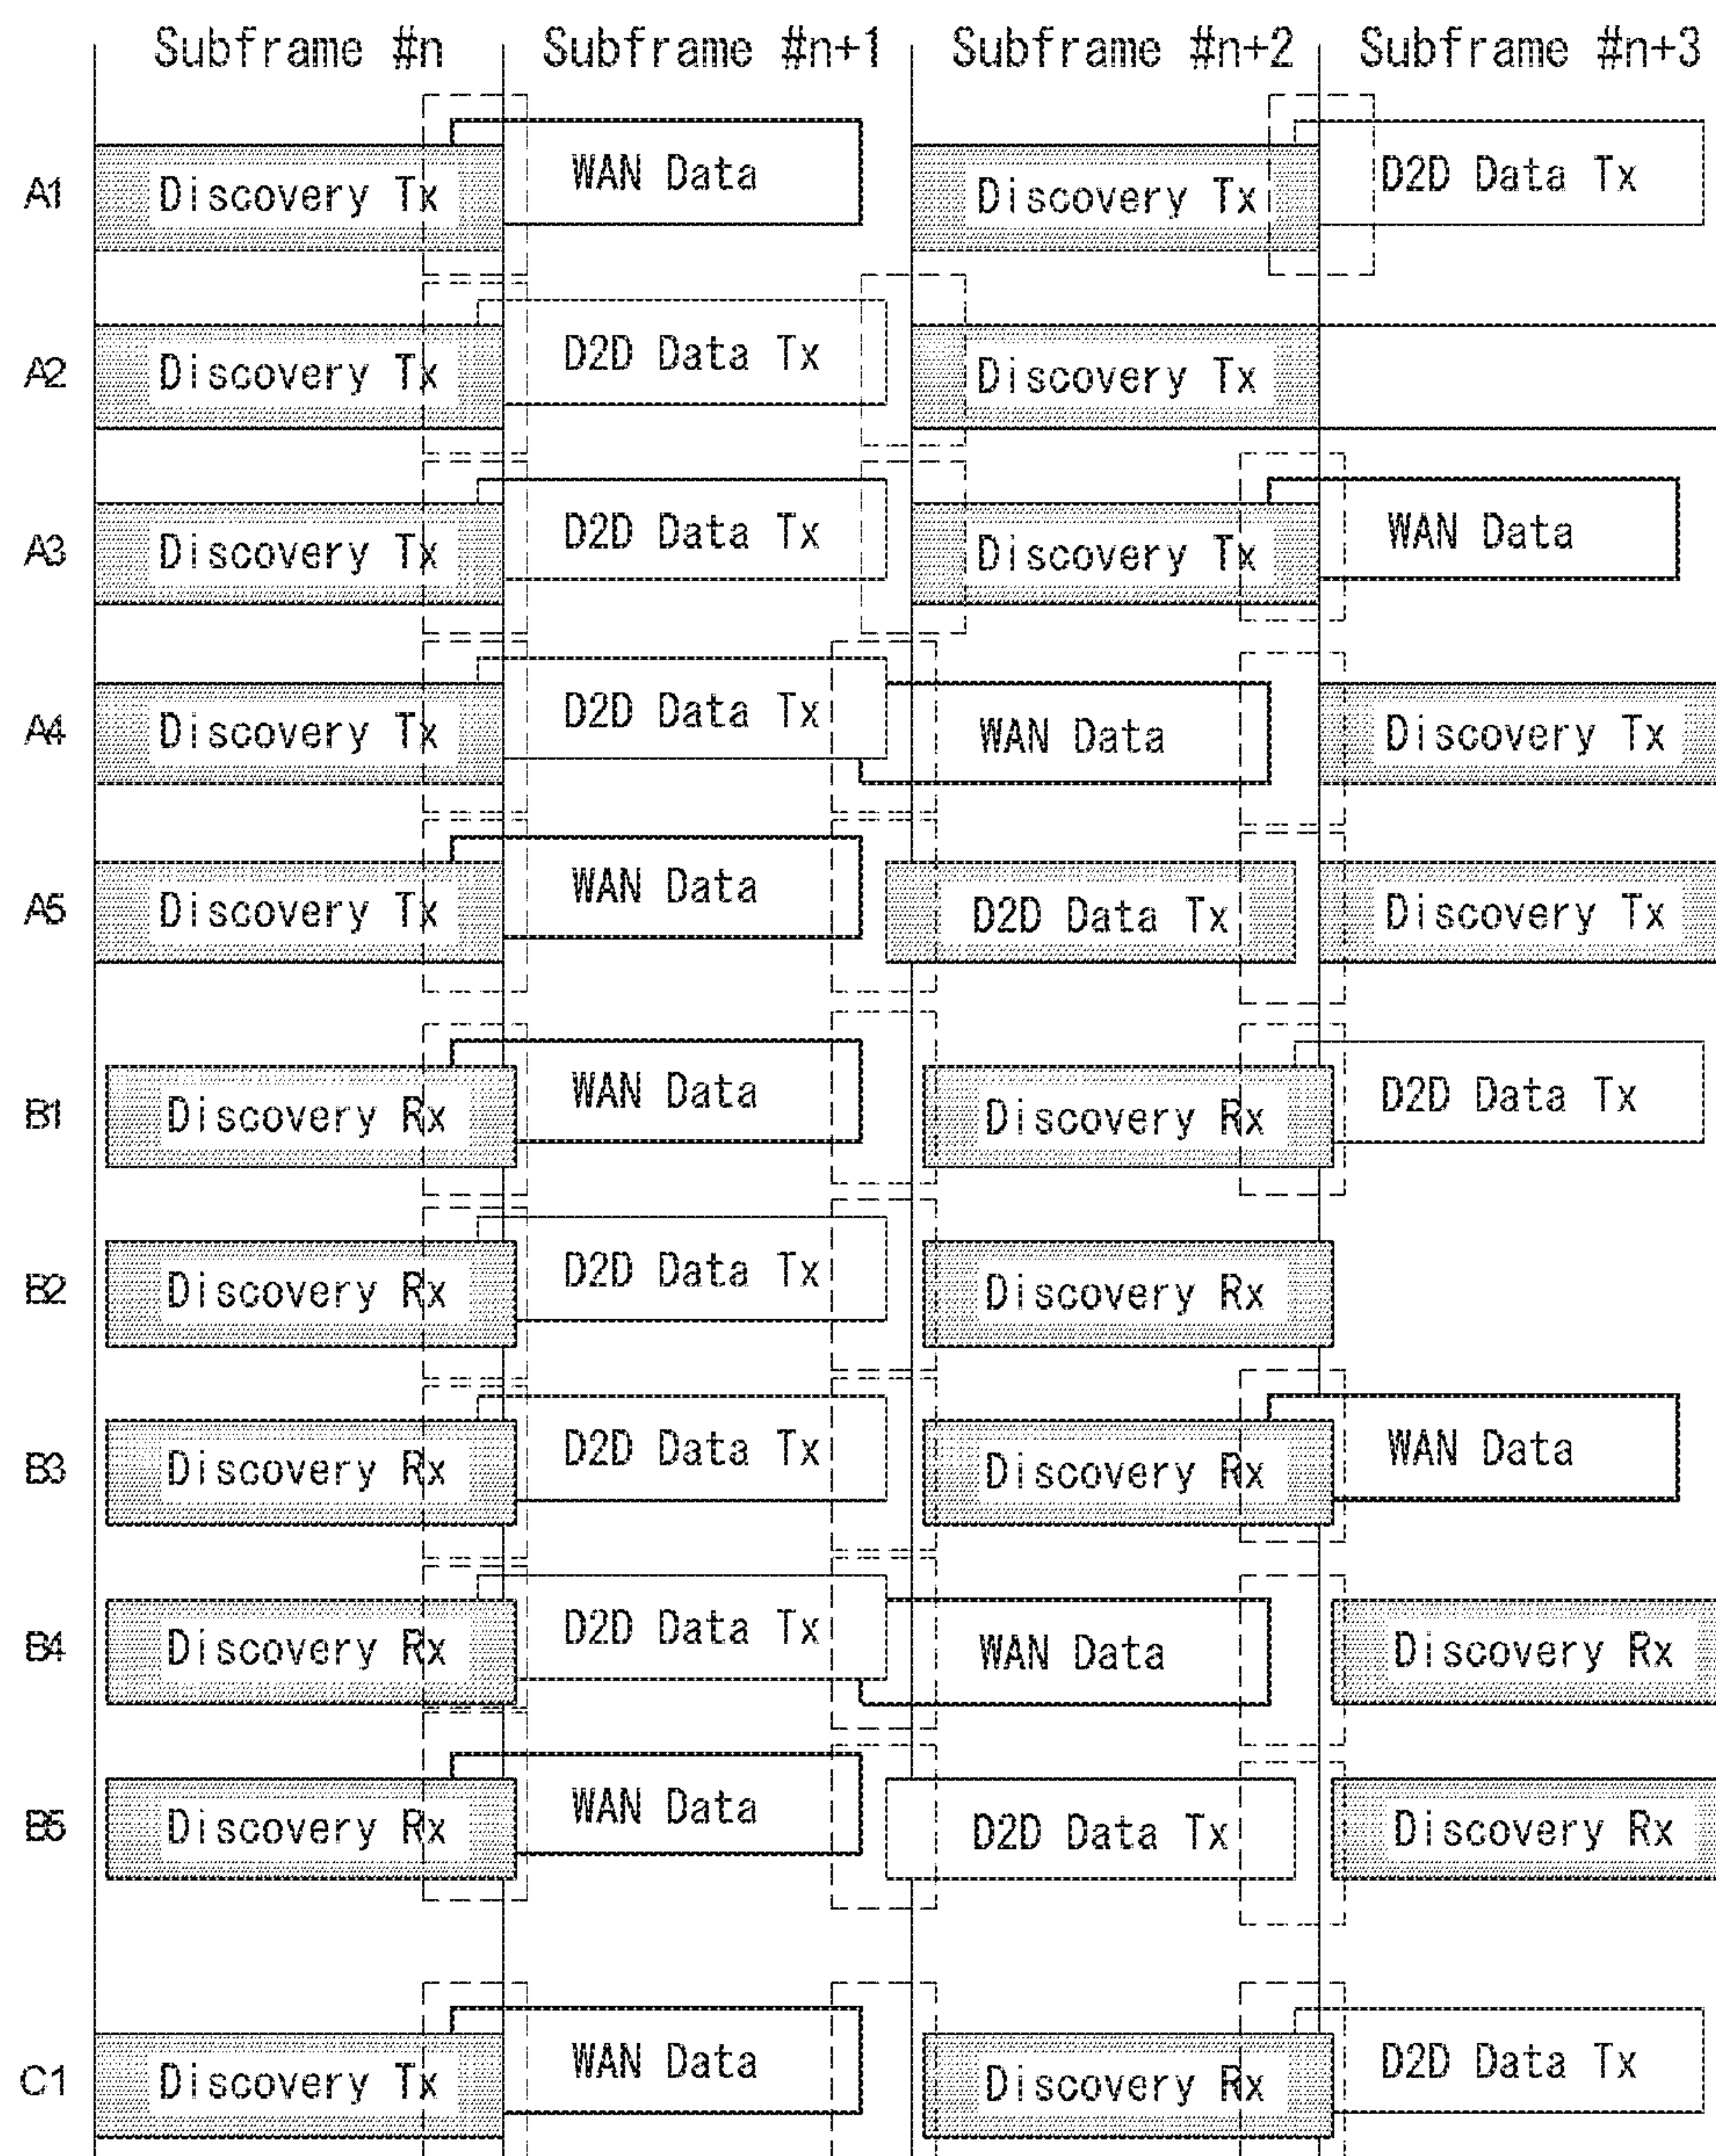 Subframe #n Subframe #n+1 Subframe #n+2 Subframe #n+3
A1 Discovery Tx WAN Data Discovery Tx D2D Data Tx
A2 Discovery Tx D2D Data Tx Discovery Tx
A3 Discovery Tx D2D Data Tx Discovery Tx WAN Data
A4 Discovery Tx D2D Data Tx WAN Data Discovery Tx
A5 Discovery Tx WAN Data D2D Data Tx Discovery Tx
B1 Discovery Rx WAN Data Discovery Rx D2D Data Tx
B2 Discovery Rx D2D Data Tx Discovery Rx
B3 Discovery Rx D2D Data Tx Discovery Rx WAN Data
B4 Discovery Rx D2D Data Tx WAN Data Discovery Rx
B5 Discovery Rx WAN Data D2D Data Tx Discovery Rx
C1 Discovery Tx WAN Data Discovery Rx D2D Data Tx